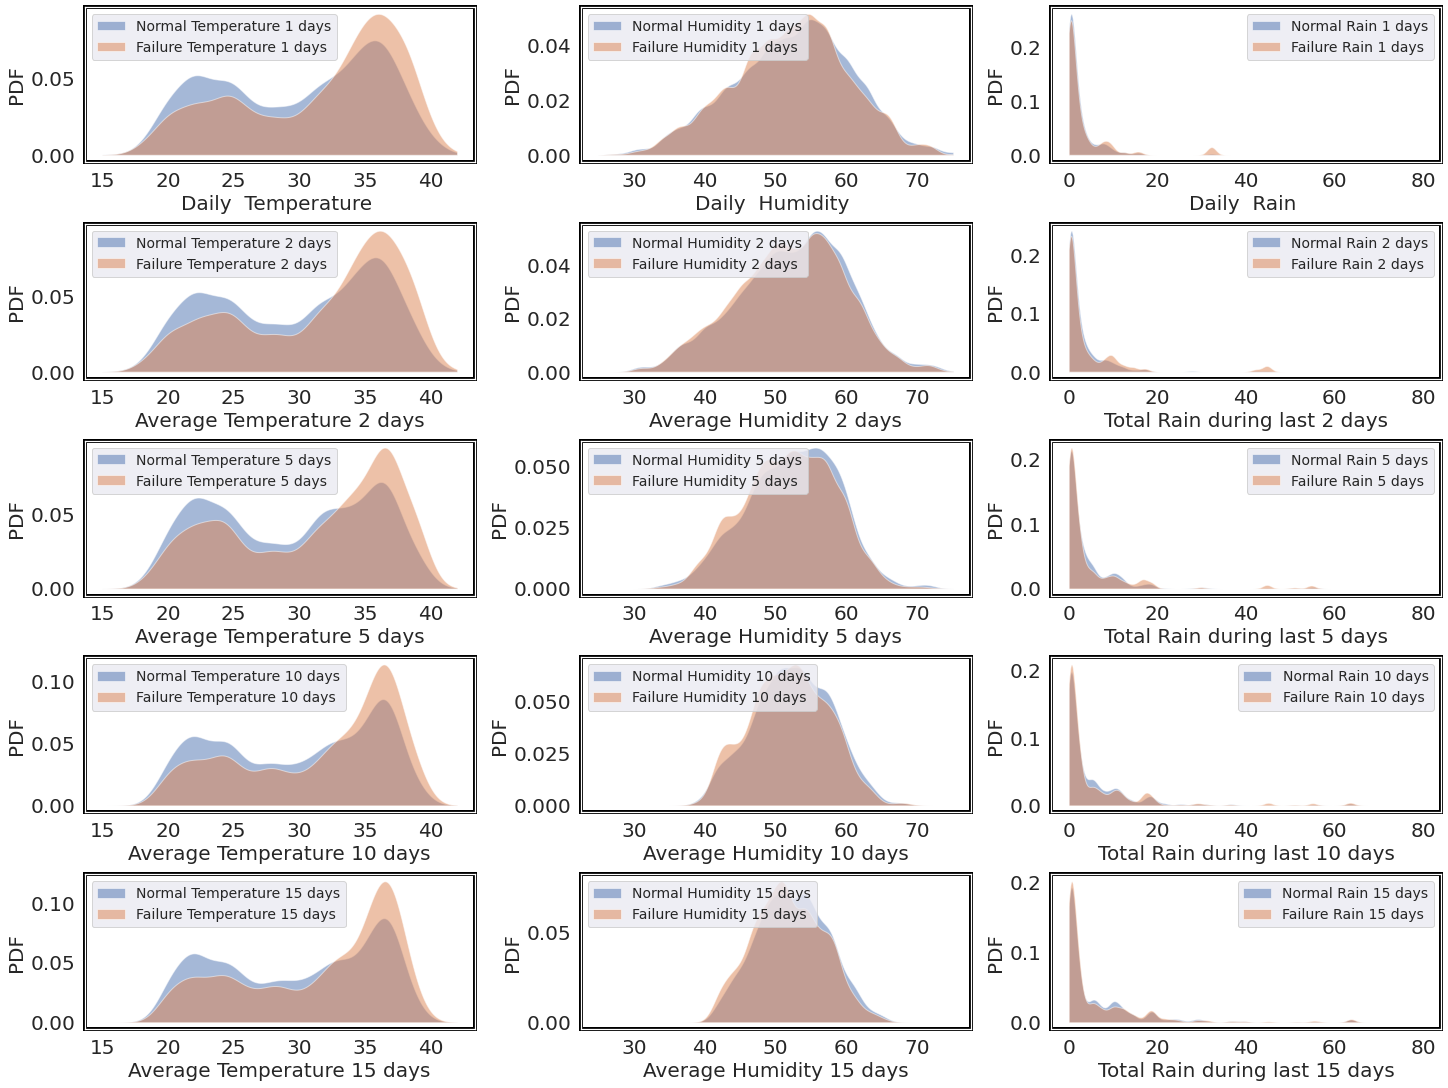 Normal Temperature 1 days
Failure Temperature 1 days
PDF
0.05
0.00
15 20 25 30 35 40
Daily  Temperature
Normal Humidity 1 days
Failure Humidity 1 days
PDF
0.04
0.02
0.00
30 40 50 60 70
Daily  Humidity
Normal Rain 1 days
Failure Rain 1 days
PDF
0.2
0.1
0.0
0 20 40 60 80
Daily  Rain
Normal Temperature 2 days
Failure Temperature 2 days
PDF
0.05
0.00
15 20 25 30 35 40
Average Temperature 2 days
Normal Humidity 2 days
Failure Humidity 2 days
PDF
0.04
0.02
0.00
30 40 50 60 70
Average Humidity 2 days
Normal Rain 2 days
Failure Rain 2 days
PDF
0.2
0.1
0.0
0 20 40 60 80
Total Rain during last 2 days
Normal Temperature 5 days
Failure Temperature 5 days
PDF
0.05
0.00
15 20 25 30 35 40
Average Temperature 5 days
Normal Humidity 5 days
Failure Humidity 5 days
PDF
0.050
0.025
0.000
30 40 50 60 70
Average Humidity 5 days
Normal Rain 5 days
Failure Rain 5 days
PDF
0.2
0.1
0.0
0 20 40 60 80
Total Rain during last 5 days
Normal Temperature 10 days
Failure Temperature 10 days
PDF
0.10
0.05
0.00
15 20 25 30 35 40
Average Temperature 10 days
Normal Humidity 10 days
Failure Humidity 10 days
PDF
0.050
0.025
0.000
30 40 50 60 70
Average Humidity 10 days
Normal Rain 10 days
Failure Rain 10 days
PDF
0.2
0.1
0.0
0 20 40 60 80
Total Rain during last 10 days
Normal Temperature 15 days
Failure Temperature 15 days
PDF
0.10
0.05
0.00
15 20 25 30 35 40
Average Temperature 15 days
Normal Humidity 15 days
Failure Humidity 15 days
PDF
0.05
0.00
30 40 50 60 70
Average Humidity 15 days
Normal Rain 15 days
Failure Rain 15 days
PDF
0.2
0.1
0.0
0 20 40 60 80
Total Rain during last 15 days